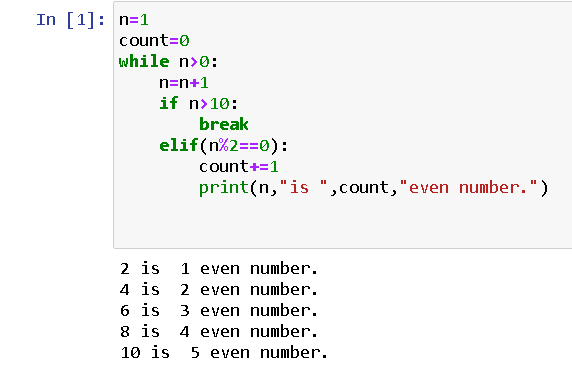 In [1]: n=1
count=0
while n>0:
    n=n+1
    if n>10:
        break
    elif(n%2==0):
        count+=1
        print(n,"is ",count,"even number.")
2 is  1 even number.
4 is  2 even number.
6 is  3 even number.
8 is  4 even number.
10 is  5 even number.